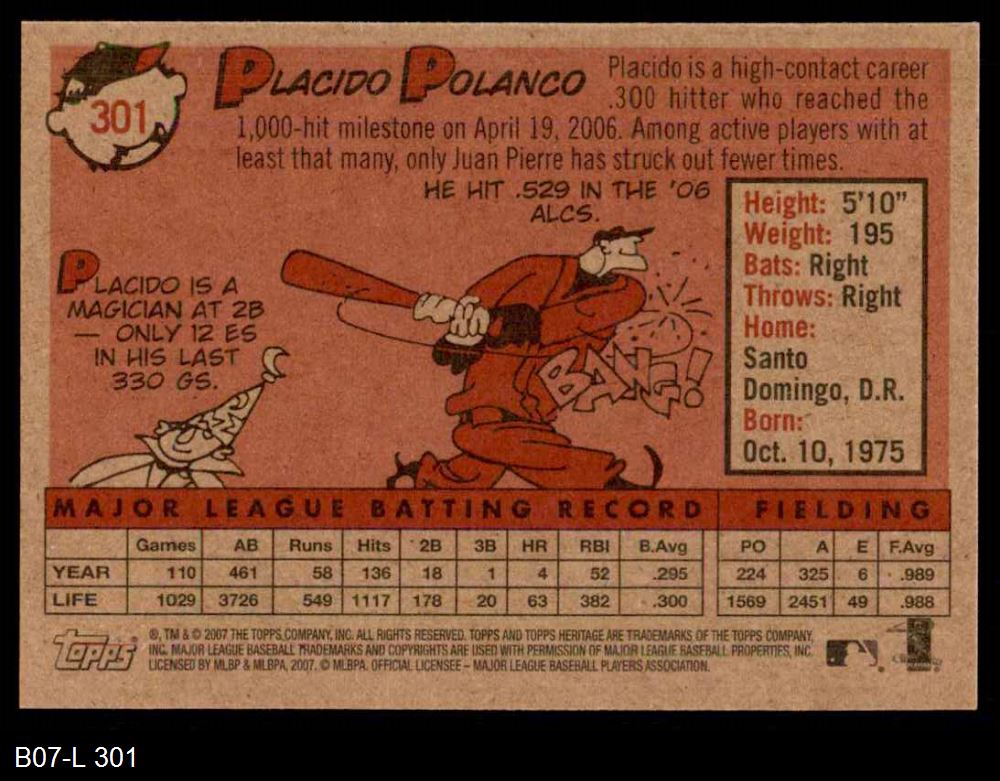 301
PLACIDO POLANCO
Placido is a high-contact career
.300 hitter who reached the
1,000-hit milestone on April 19, 2006. Among active players with at
least that many, only Juan Pierre has struck out fewer times.
HE HIT .529 IN THE '06
ALCS.
PLACIDO IS A
MAGICIAN AT 2B
— ONLY 12 ES
IN HIS LAST
330 GS.
BANG!
Height: 5'10"
Weight: 195
Bats: Right
Throws: Right
Home:
Santo
Domingo, D.R.
Born:
Oct. 10, 1975
MAJOR LEAGUE BATTING RECORD FIELDING
Games AB Runs Hits 2B 3B HR RBI B.Avg PO A E F.Avg
YEAR 110 461 58 136 18 1 4 52 .295 224 325 6 .989
LIFE 1029 3726 549 1117 178 20 63 382 .300 1569 2451 49 .988
Topps
®, TM & © 2007 THE TOPPS COMPANY, INC. ALL RIGHTS RESERVED. TOPPS AND TOPPS HERITAGE ARE TRADEMARKS OF THE TOPPS COMPANY,
INC. MAJOR LEAGUE BASEBALL TRADEMARKS AND COPYRIGHTS ARE USED WITH PERMISSION OF MAJOR LEAGUE BASEBALL PROPERTIES, INC.
LICENSED BY MLBP & MLBPA, 2007. © MLBPA. OFFICIAL LICENSEE – MAJOR LEAGUE BASEBALL PLAYERS ASSOCIATION.
B07-L 301